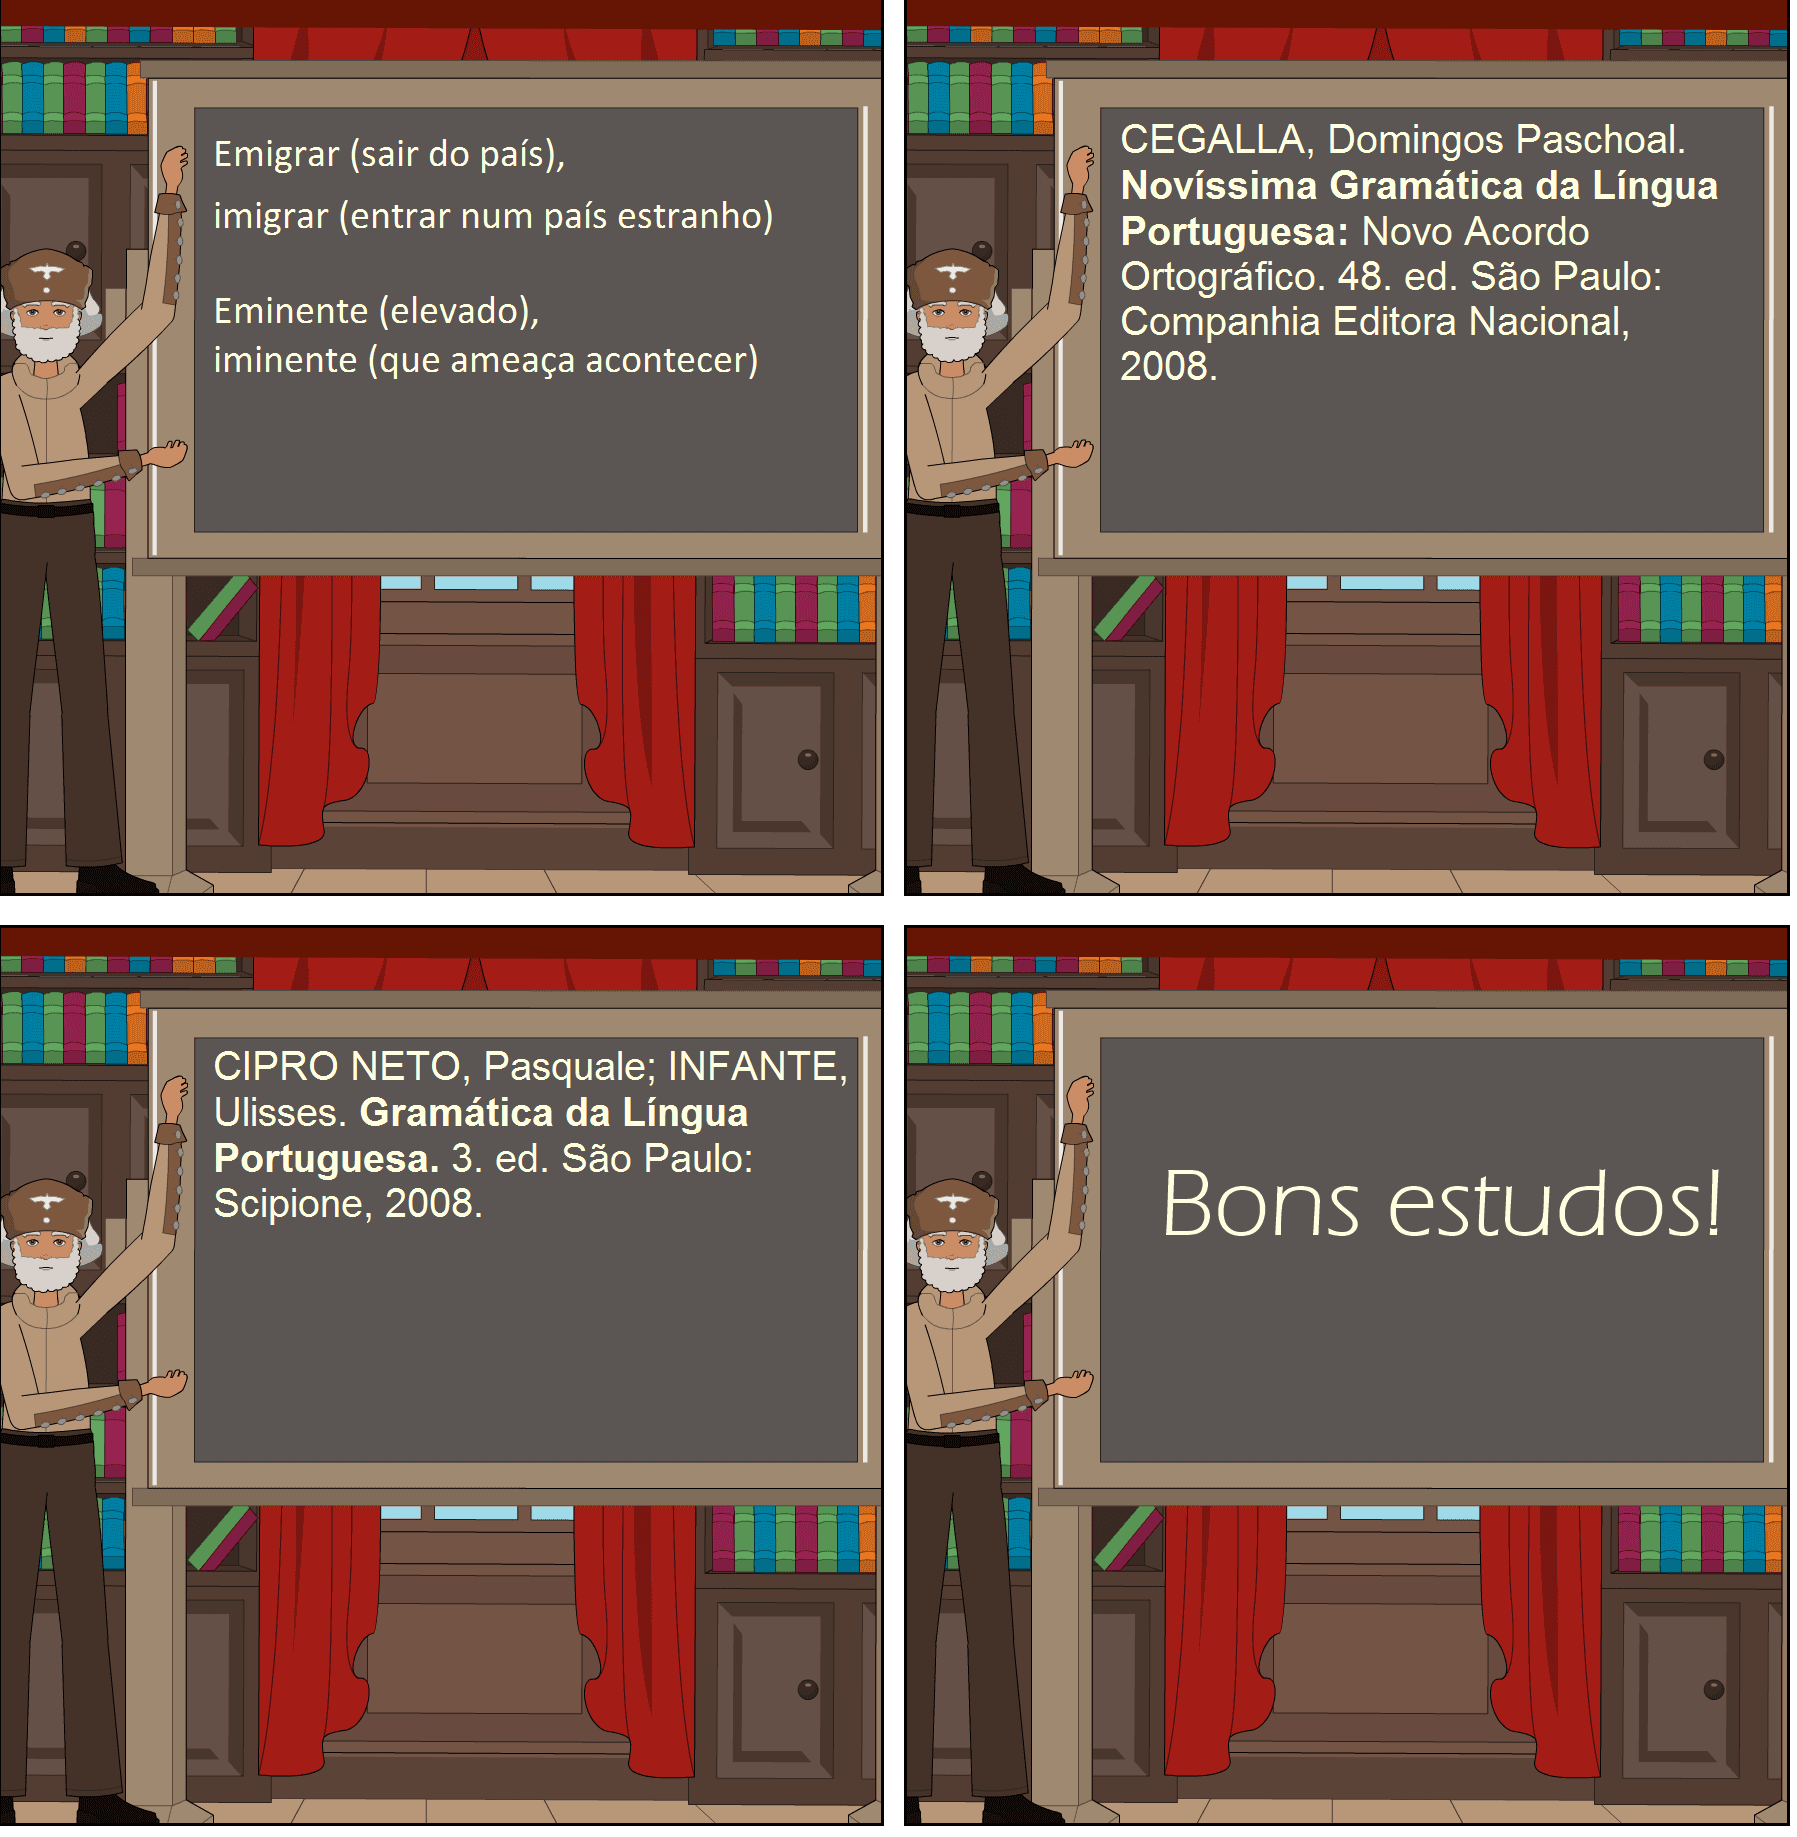 Emigrar (sair do país),
imigrar (entrar num país estranho)
Eminente (elevado),
iminente (que ameaça acontecer)
CEGALLA, Domingos Paschoal.
Novíssima Gramática da Língua
Portuguesa: Novo Acordo
Ortográfico. 48. ed. São Paulo:
Companhia Editora Nacional,
2008.
CIPRO NETO, Pasquale; INFANTE,
Ulisses. Gramática da Língua
Portuguesa. 3. ed. São Paulo:
Scipione, 2008.
Bons estudos!